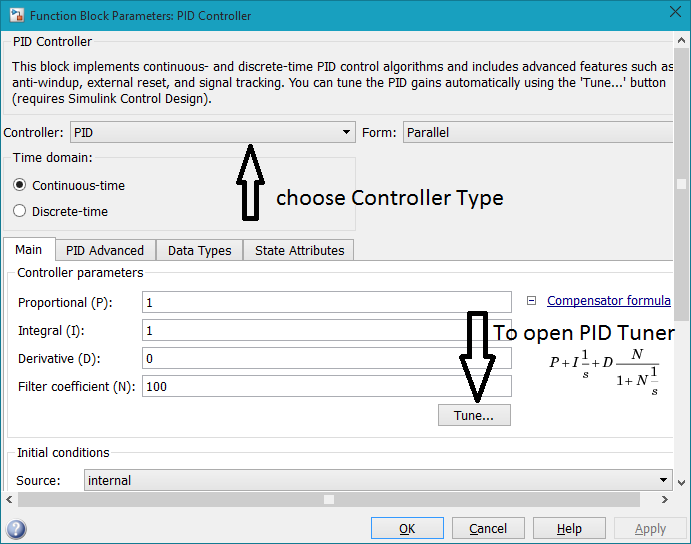 Function Block Parameters: PID Controller
PID Controller
This block implements continuous- and discrete-time PID control algorithms and includes advanced features such as
anti-windup, external reset, and signal tracking. You can tune the PID gains automatically using the 'Tune...' button
(requires Simulink Control Design).
Controller: PID Form: Parallel
Time domain:
Continuous-time
Discrete-time
choose Controller Type
Main PID Advanced Data Types State Attributes
Controller parameters
Proportional (P): 1
Compensator formula
Integral (I): 1
To open PID Tuner
Derivative (D): 0
P+I\frac{1}{s}+D\frac{N}{1+N\frac{1}{s}}
Filter coefficient (N): 100
Tune...
Initial conditions
Source: internal
OK Cancel Help Apply